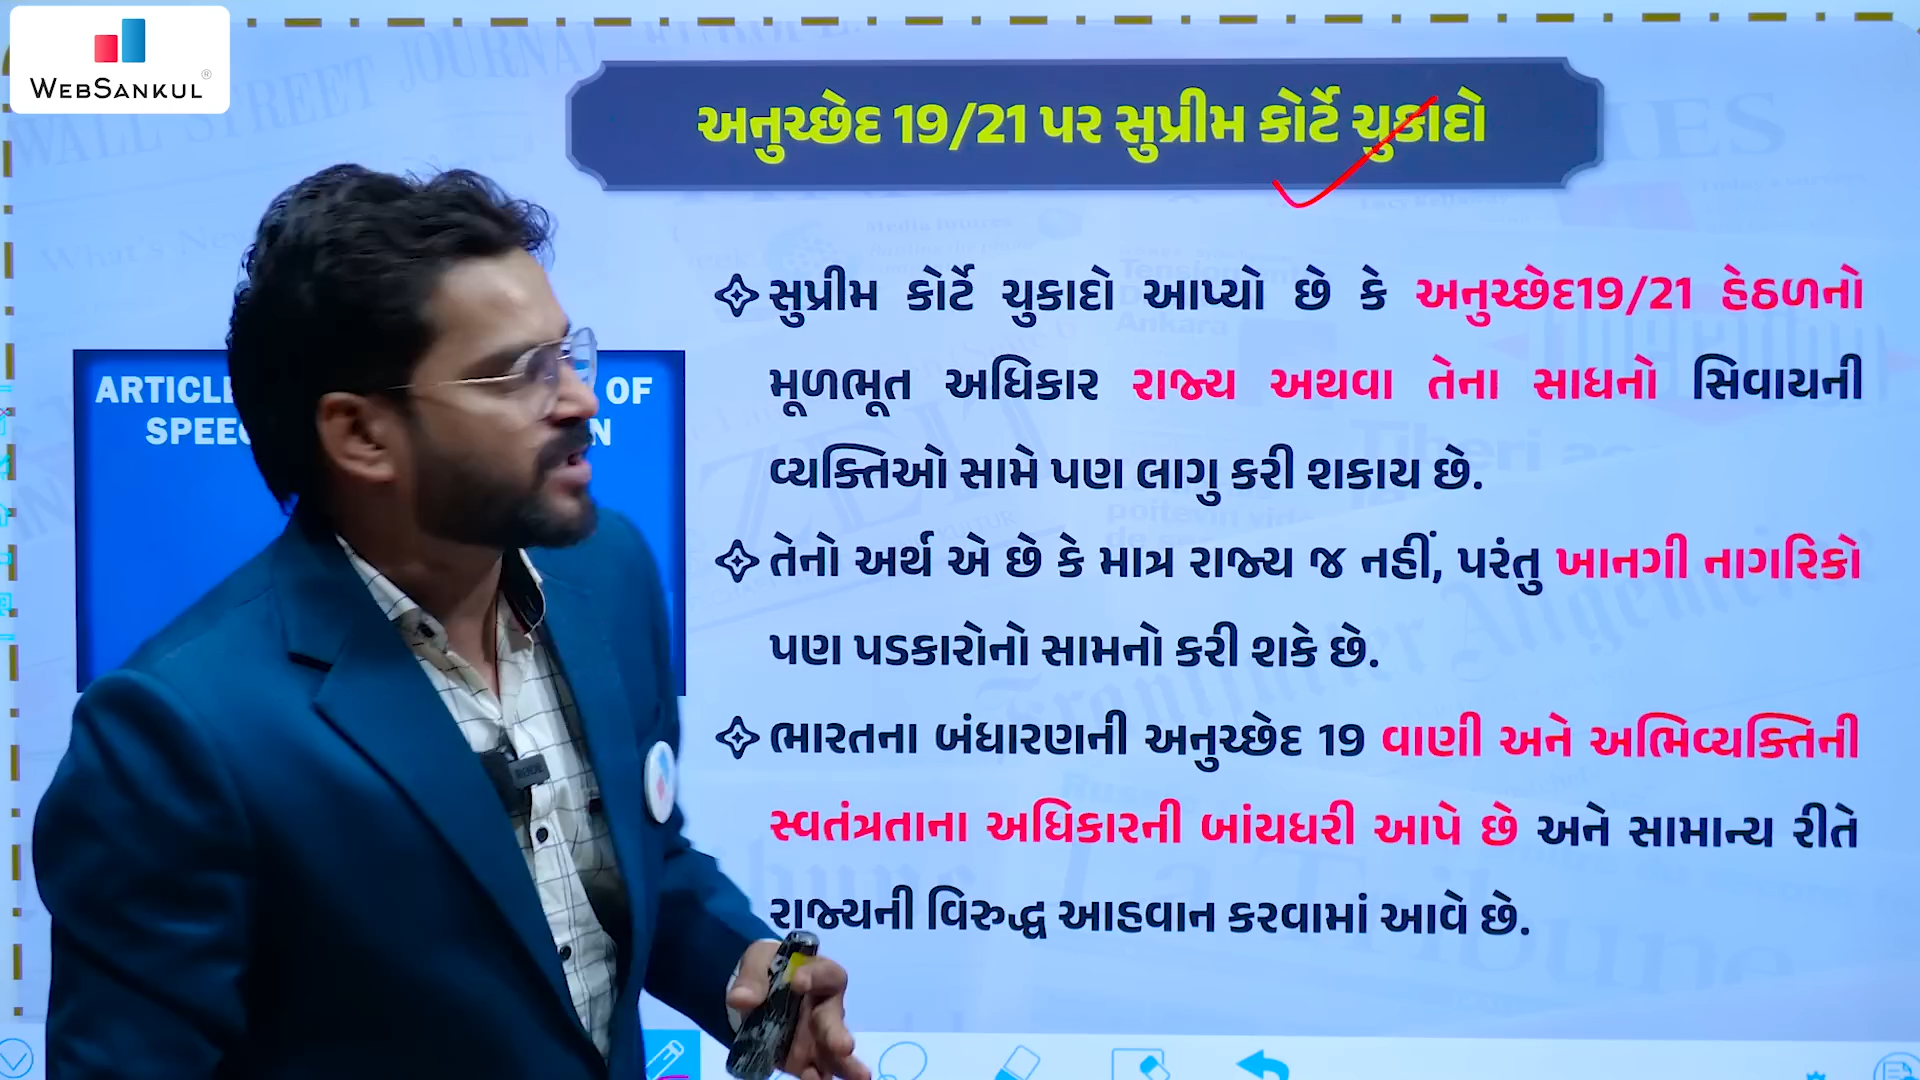 WEBSANKUL®
અનુચ્છેદ 19/21 પર સુપ્રીમ કોર્ટે ચુકાદો
સુપ્રીમ કોર્ટે ચુકાદો આપ્યો છે કે અનુચ્છેદ19/21 હેઠળનો
મૂળભૂત અધિકાર રાજ્ય અથવા તેના સાધનો સિવાયની
વ્યક્તિઓ સામે પણ લાગુ કરી શકાય છે.
તેનો અર્થ એ છે કે માત્ર રાજ્ય જ નહીં, પરંતુ ખાનગી નાગરિકો
પણ પડકારોનો સામનો કરી શકે છે.
ભારતના બંધારણની અનુચ્છેદ 19 વાણી અને અભિવ્યક્તિની
સ્વતંત્રતાના અધિકારની બાંયધરી આપે છે અને સામાન્ય રીતે
રાજ્યની વિરુદ્ધ આહવાન કરવામાં આવે છે.
ARTICLE OF